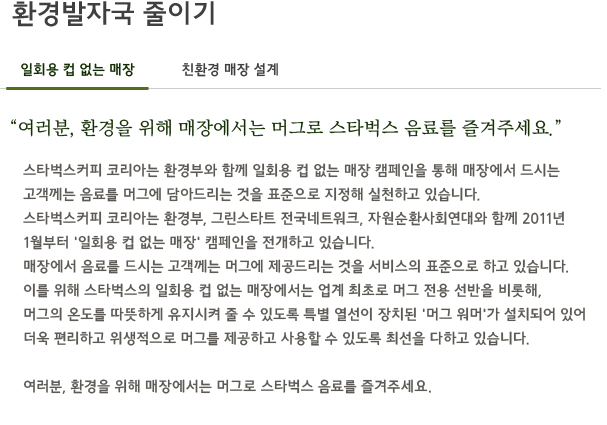 환경발자국 줄이기
일회용 컵 없는 매장 친환경 매장 설계
“여러분, 환경을 위해 매장에서는 머그로 스타벅스 음료를 즐겨주세요.”
스타벅스커피 코리아는 환경부와 함께 일회용 컵 없는 매장 캠페인을 통해 매장에서 드시는
고객께는 음료를 머그에 담아드리는 것을 표준으로 지정해 실천하고 있습니다.
스타벅스커피 코리아는 환경부, 그린스타트 전국네트워크, 자원순환사회연대와 함께 2011년
1월부터 '일회용 컵 없는 매장' 캠페인을 전개하고 있습니다.
매장에서 음료를 드시는 고객께는 머그에 제공드리는 것을 서비스의 표준으로 하고 있습니다.
이를 위해 스타벅스의 일회용 컵 없는 매장에서는 업계 최초로 머그 전용 선반을 비롯해,
머그의 온도를 따뜻하게 유지시켜 줄 수 있도록 특별 열선이 장치된 '머그 워머'가 설치되어 있어
더욱 편리하고 위생적으로 머그를 제공하고 사용할 수 있도록 최선을 다하고 있습니다.
여러분, 환경을 위해 매장에서는 머그로 스타벅스 음료를 즐겨주세요.